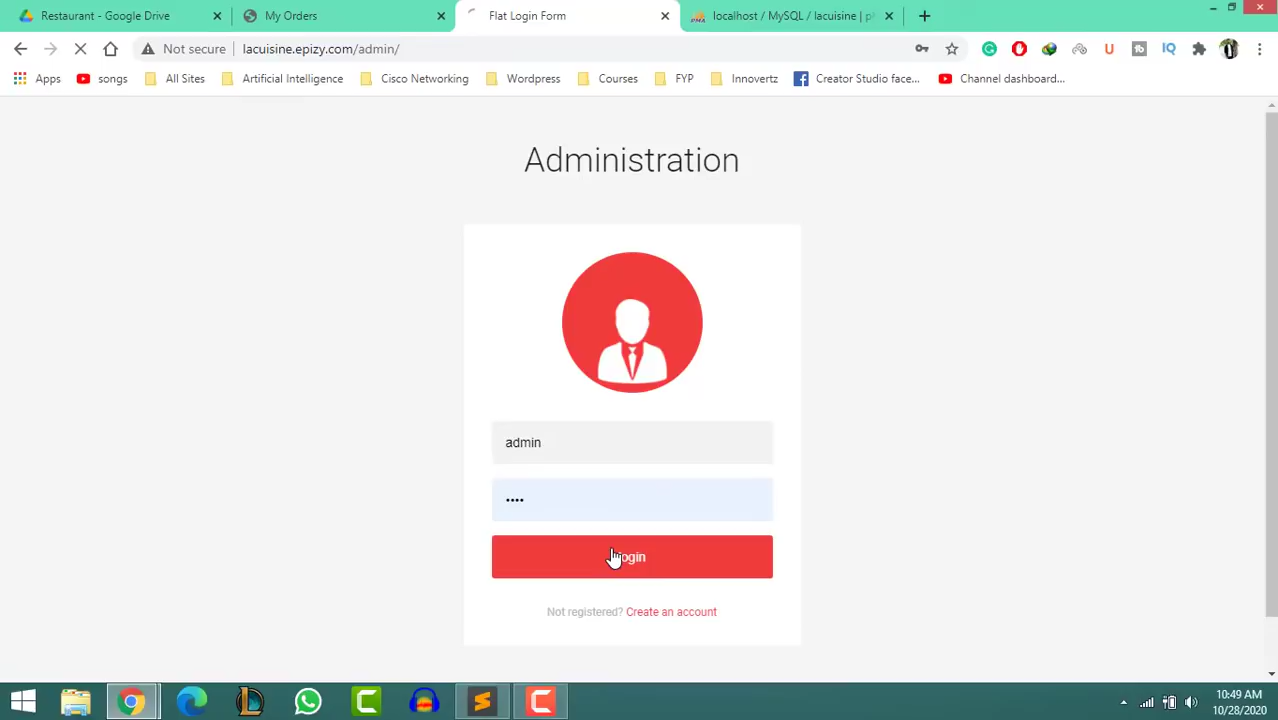 Restaurant - Google Drive
My Orders
Flat Login Form
localhost / MySQL / lacuisine | p
Not secure
lacuisine.epizy.com/admin/
Apps
songs
All Sites
Artificial Intelligence
Cisco Networking
Wordpress
Courses
FYP
Innovertz
Creator Studio face...
Channel dashboard...
Administration
admin
••••
Login
Not registered? Create an account
10:49 AM
10/28/2020